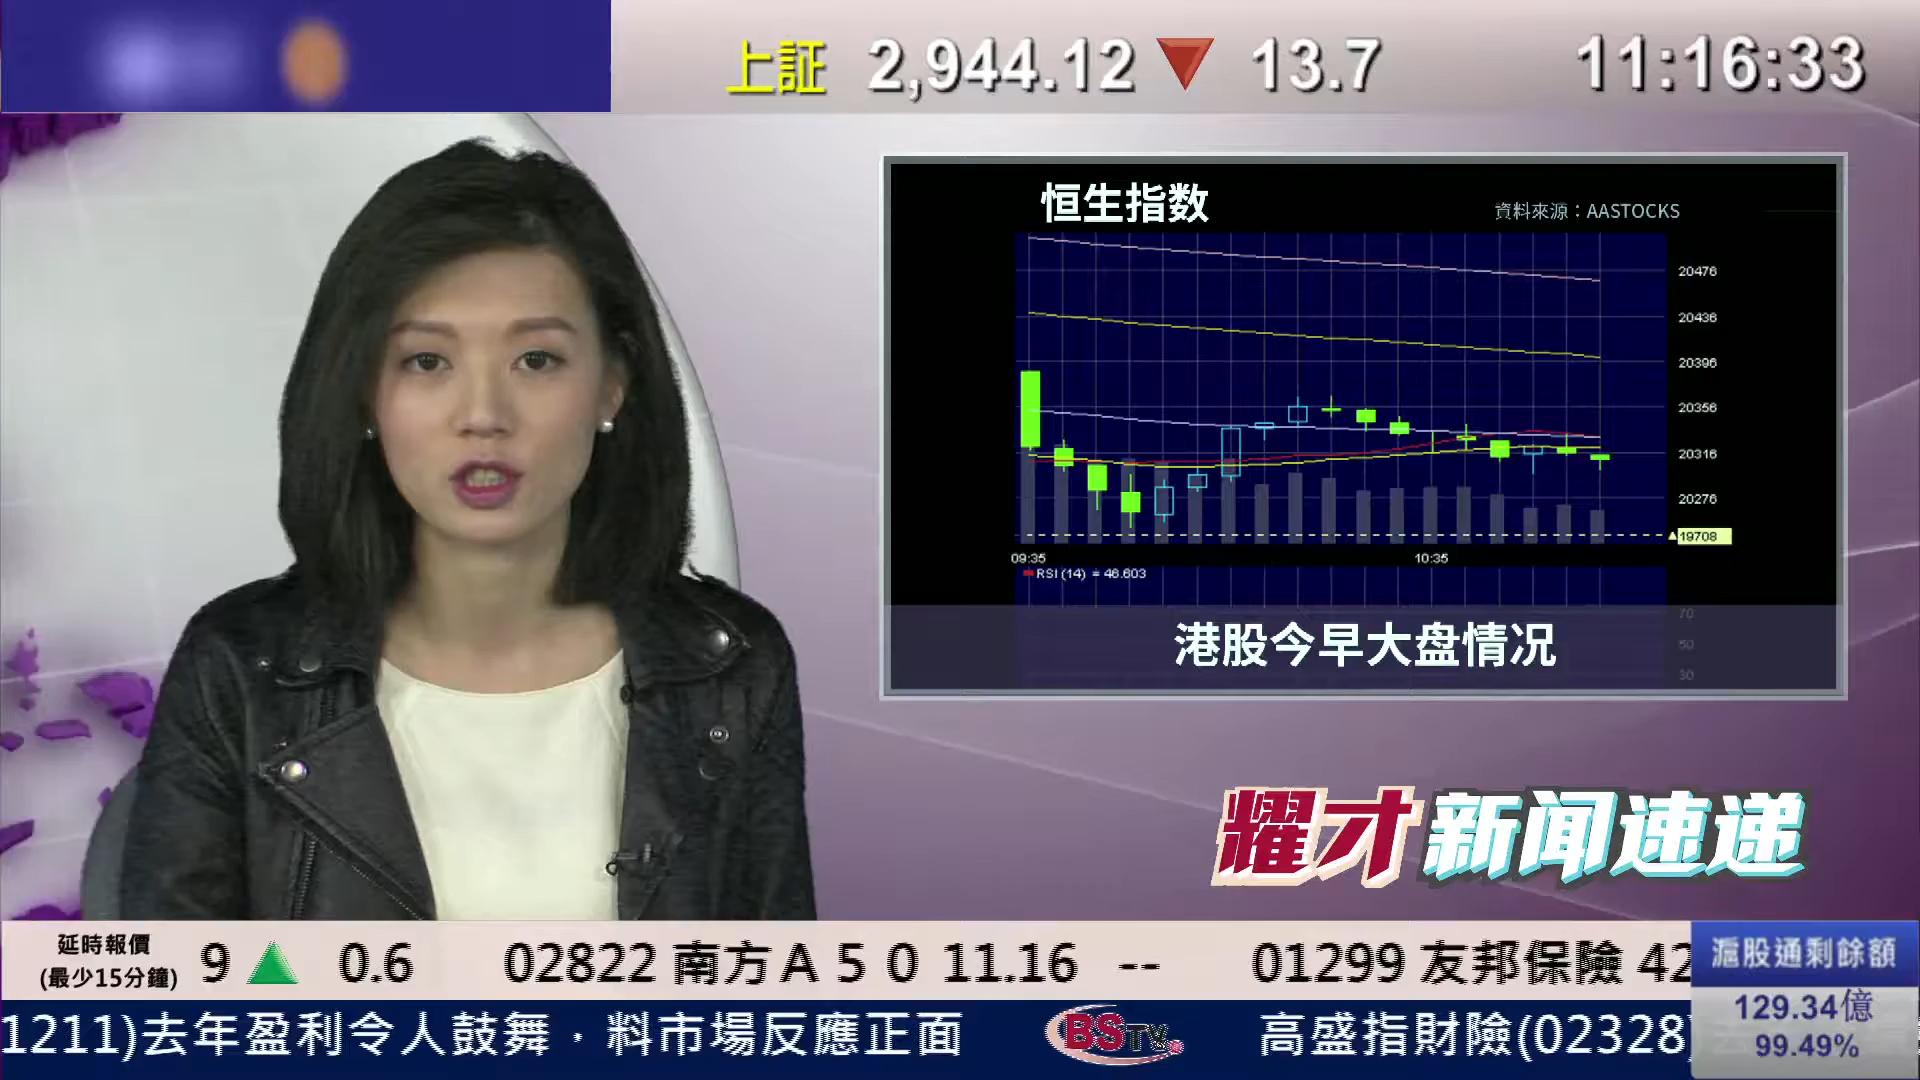 上証 2,944.12 ▼ 13.7 11:16:33
恒生指数
資料來源：AASTOCKS
20476
20436
20396
20356
20316
20276
19708
09:35 10:35
RSI (14) = 46.603
70
50
30
港股今早大盘情况
耀才新闻速递
延時報價
(最少15分鐘)
9 ▲ 0.6 02822 南方A50 11.16 -- 01299 友邦保險 42
滬股通剩餘額
129.34億
99.49%
1211)去年盈利令人鼓舞，料市場反應正面 BSTV. 高盛指財險(02328)